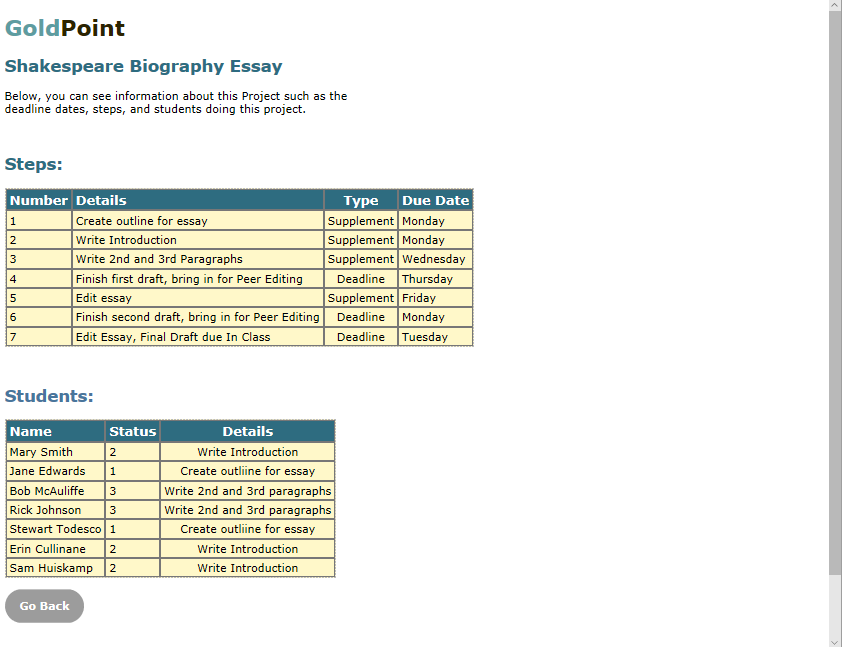 GoldPoint
Shakespeare Biography Essay
Below, you can see information about this Project such as the
deadline dates, steps, and students doing this project.
Steps:
Number Details Type Due Date
1 Create outline for essay Supplement Monday
2 Write Introduction Supplement Monday
3 Write 2nd and 3rd Paragraphs Supplement Wednesday
4 Finish first draft, bring in for Peer Editing Deadline Thursday
5 Edit essay Supplement Friday
6 Finish second draft, bring in for Peer Editing Deadline Monday
7 Edit Essay, Final Draft due In Class Deadline Tuesday
Students:
Name Status Details
Mary Smith 2 Write Introduction
Jane Edwards 1 Create outliine for essay
Bob McAuliffe 3 Write 2nd and 3rd paragraphs
Rick Johnson 3 Write 2nd and 3rd paragraphs
Stewart Todesco 1 Create outliine for essay
Erin Cullinane 2 Write Introduction
Sam Huiskamp 2 Write Introduction
Go Back